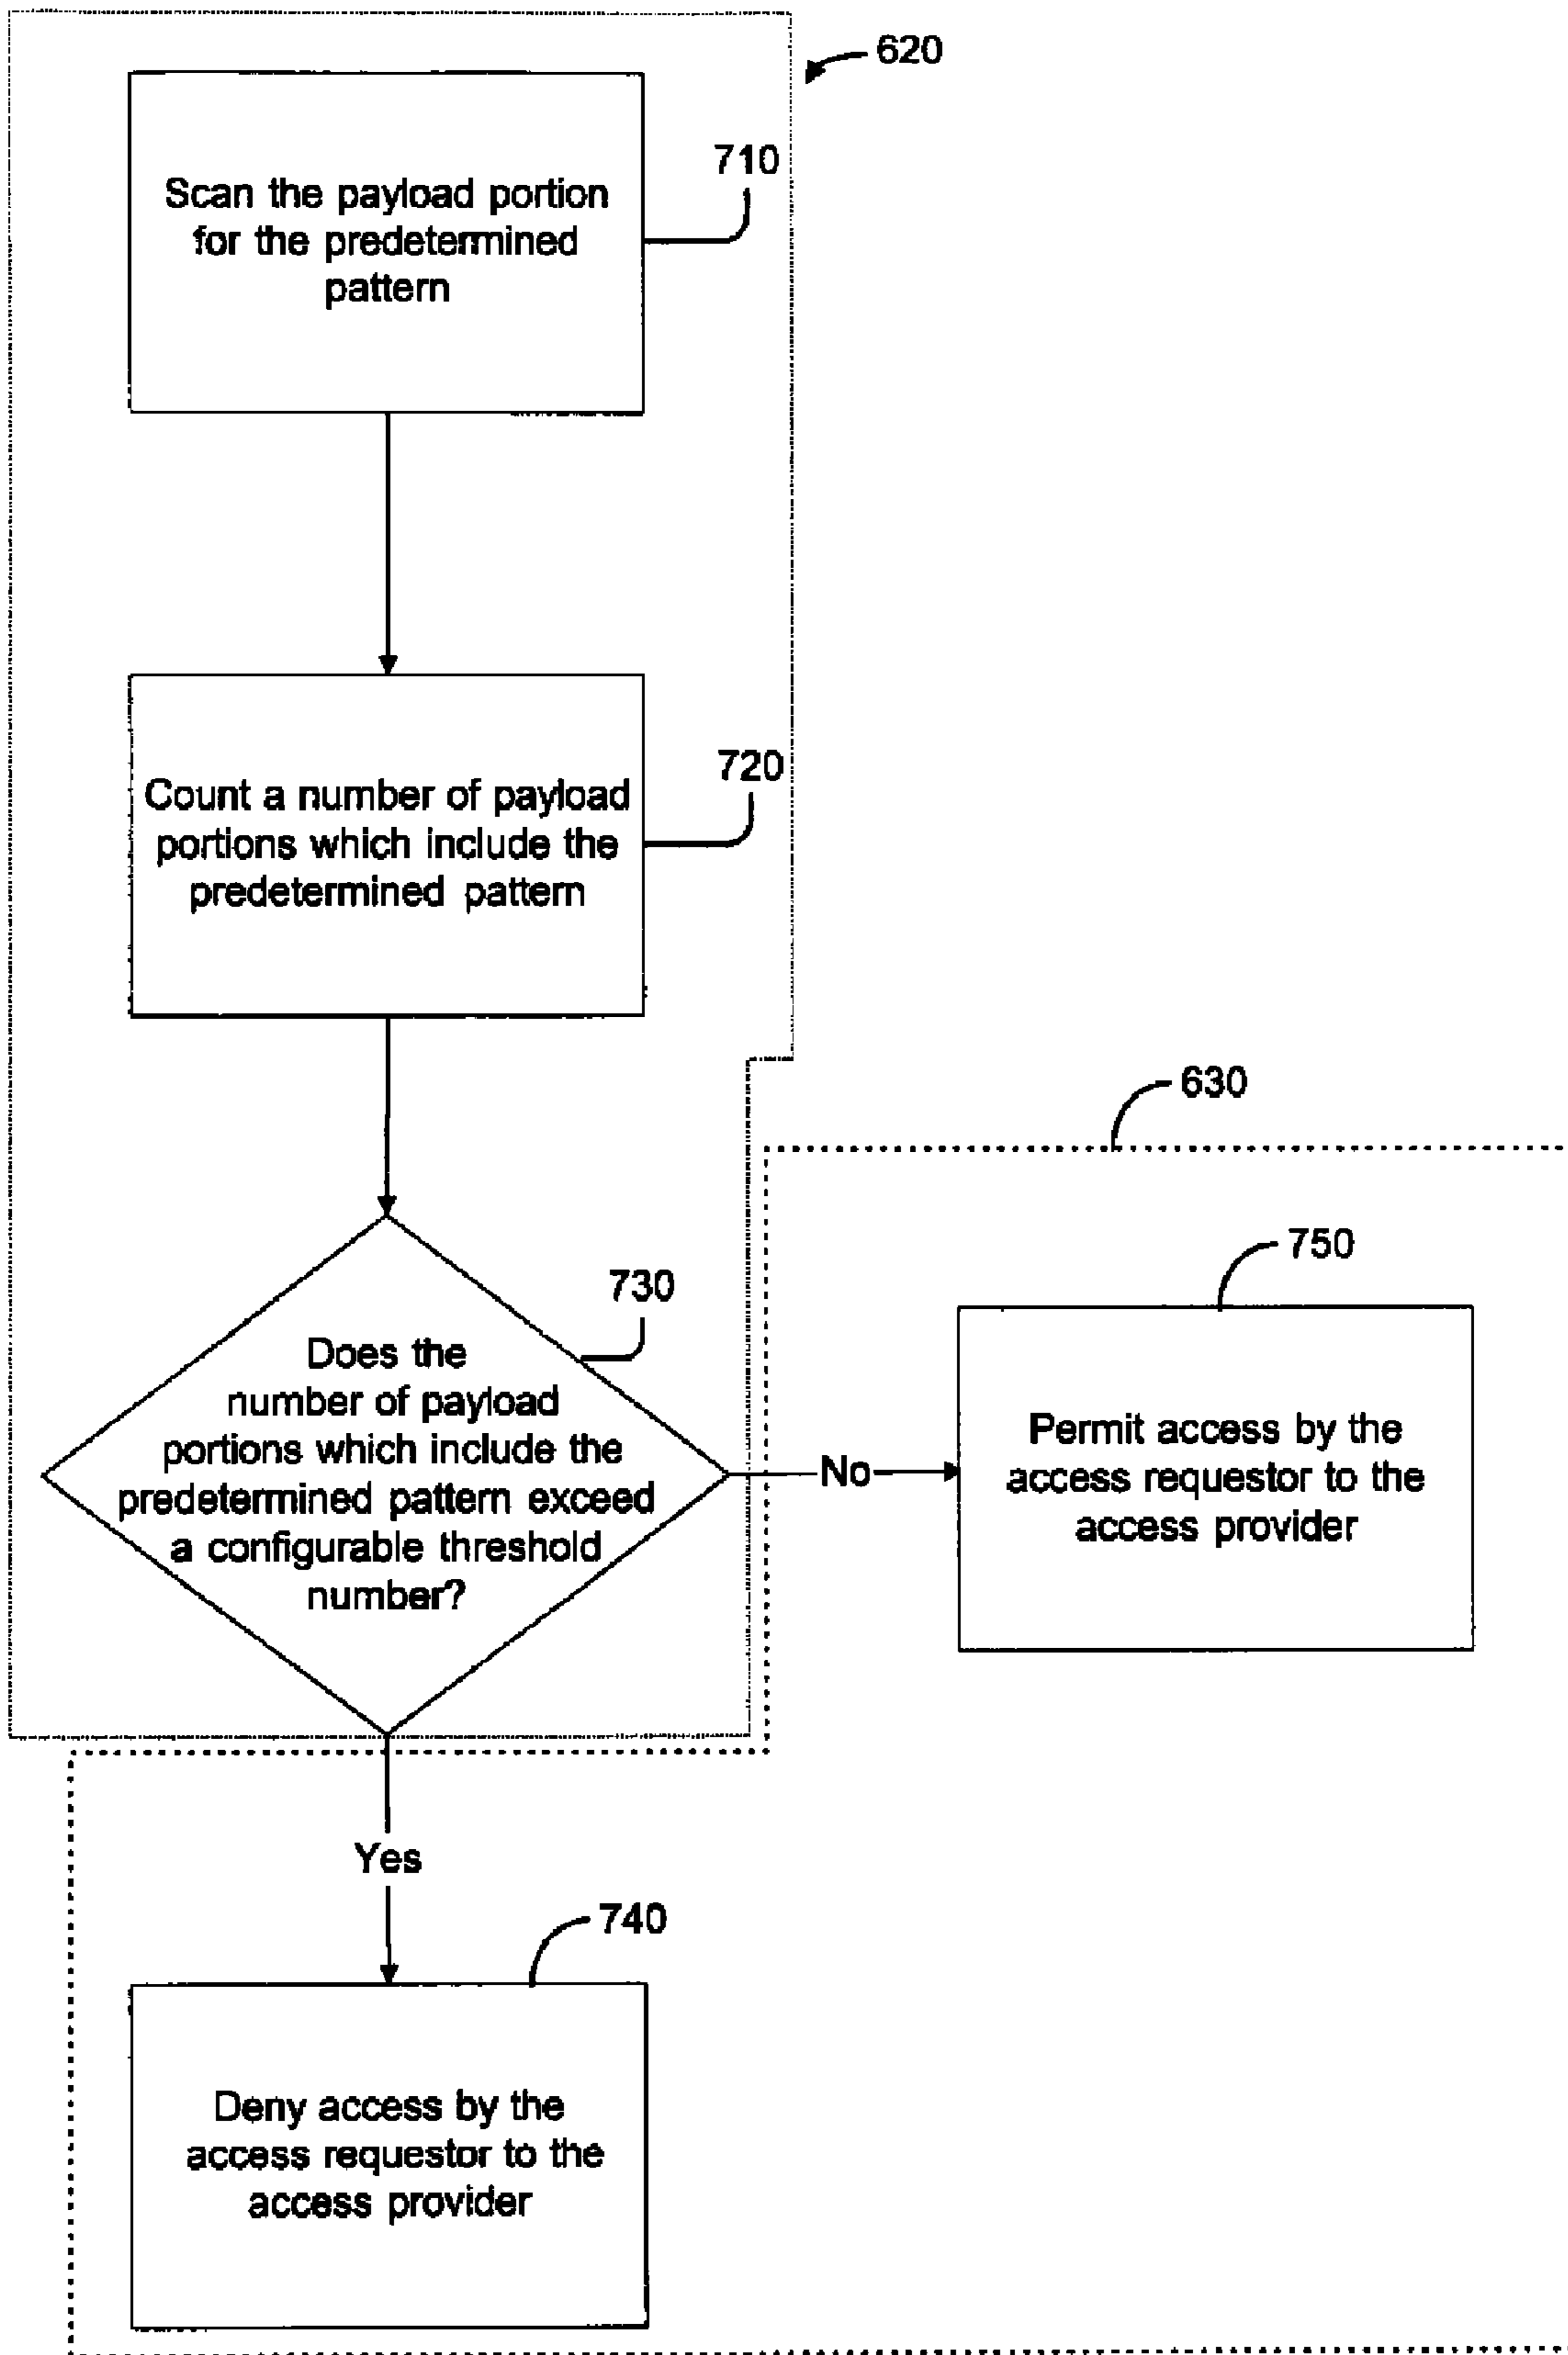 620
710
Scan the payload portion
for the predetermined
pattern
720
Count a number of payload
portions which include the
predetermined pattern
630
750
730
Does the
number of payload
portions which include the
predetermined pattern exceed
a configurable threshold
number?
No
Permit access by the
access requestor to the
access provider
Yes
740
Deny access by the
access requestor to the
access provider